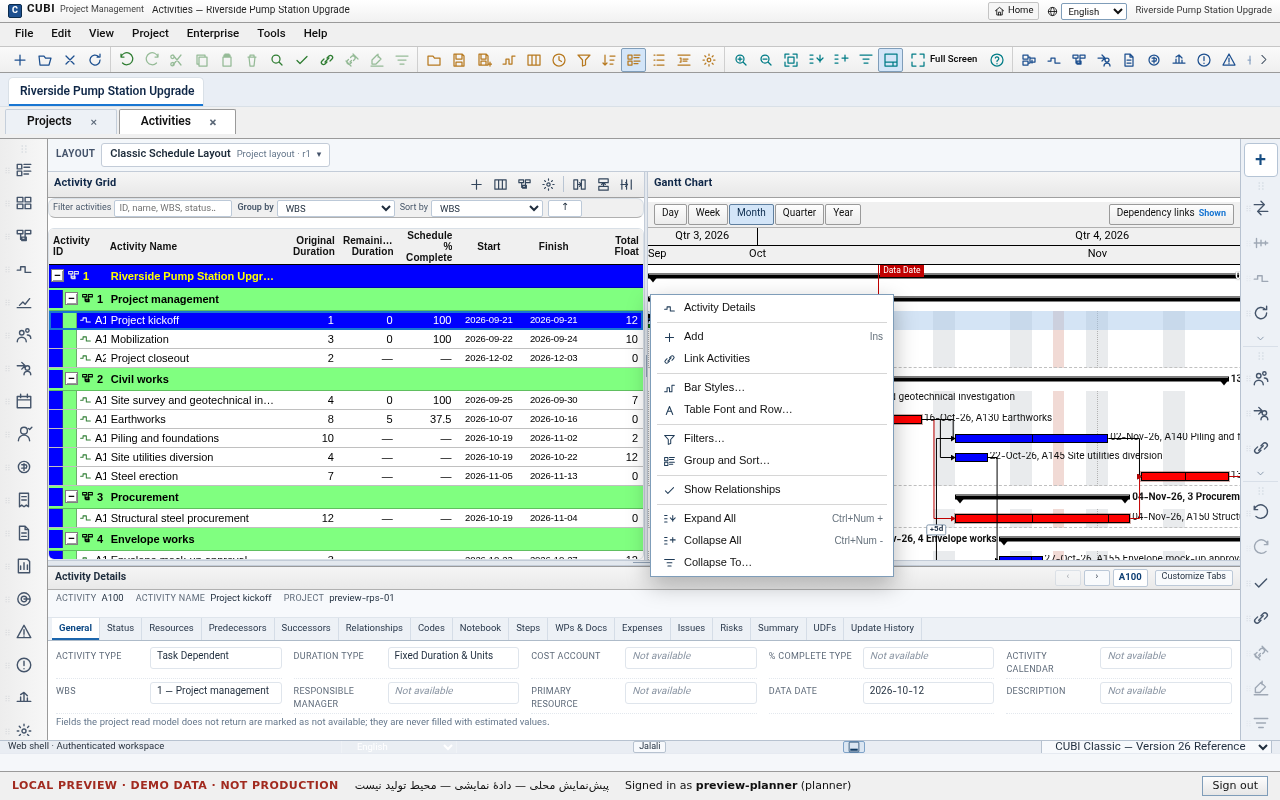 CUBI Project Management Activities — Riverside Pump Station Upgrade Home English Riverside Pump Station Upgrade
File Edit View Project Enterprise Tools Help
Full Screen
Riverside Pump Station Upgrade
Projects × Activities ×
LAYOUT Classic Schedule Layout Project layout · r1
Activity Grid
Gantt Chart
Filter activities ID, name, WBS, status.. Group by WBS Sort by WBS ↑
Day Week Month Quarter Year Dependency links Shown
Activity ID Activity Name Original Duration Remaini... Duration Schedule % Complete Start Finish Total Float
Qtr 3, 2026 Qtr 4, 2026
Sep Oct Nov
Data Date
1 Riverside Pump Station Upgr...
1 Project management
A1 Project kickoff 1 0 100 2026-09-21 2026-09-21 12
A1 Mobilization 3 0 100 2026-09-22 2026-09-24 10
A2 Project closeout 2 — — 2026-12-02 2026-12-03 0
2 Civil works
A1 Site survey and geotechnical in... 4 0 100 2026-09-25 2026-09-30 7
A1 Earthworks 8 5 37.5 2026-10-07 2026-10-16 0
A1 Piling and foundations 10 — — 2026-10-19 2026-11-02 2
A1 Site utilities diversion 4 — — 2026-10-19 2026-10-22 12
A1 Steel erection 7 — — 2026-11-05 2026-11-13 0
3 Procurement
A1 Structural steel procurement 12 — — 2026-10-19 2026-11-04 0
4 Envelope works
Activity Details
Add Ins
Link Activities
Bar Styles…
Table Font and Row…
Filters…
Group and Sort…
Show Relationships
Expand All Ctrl+Num +
Collapse All Ctrl+Num -
Collapse To…
geotechnical investigation
16-Oct-26, A130 Earthworks
02-Nov-26, A140 Piling and f
22-Oct-26, A145 Site utilities diversion
04-Nov-26, 3 Procurem
04-Nov-26, A150 Struct
+5d
-26, 4 Envelope works
27-Oct-26, A155 Envelope mock-up approv
Activity Details ‹ › A100 Customize Tabs
ACTIVITY A100 ACTIVITY NAME Project kickoff PROJECT preview-rps-01
General Status Resources Predecessors Successors Relationships Codes Notebook Steps WPs & Docs Expenses Issues Risks Summary UDFs Update History
ACTIVITY TYPE Task Dependent DURATION TYPE Fixed Duration & Units COST ACCOUNT Not available % COMPLETE TYPE Not available ACTIVITY CALENDAR Not available
WBS 1 — Project management RESPONSIBLE MANAGER Not available PRIMARY RESOURCE Not available DATA DATE 2026-10-12 DESCRIPTION Not available
Fields the project read model does not return are marked as not available; they are never filled with estimated values.
Web shell · Authenticated workspace English Jalali CUBI Classic — Version 26 Reference
LOCAL PREVIEW · DEMO DATA · NOT PRODUCTION پیش‌نمایش محلی — دادهٔ نمایشی — محیط تولید نیست Signed in as preview-planner (planner) Sign out